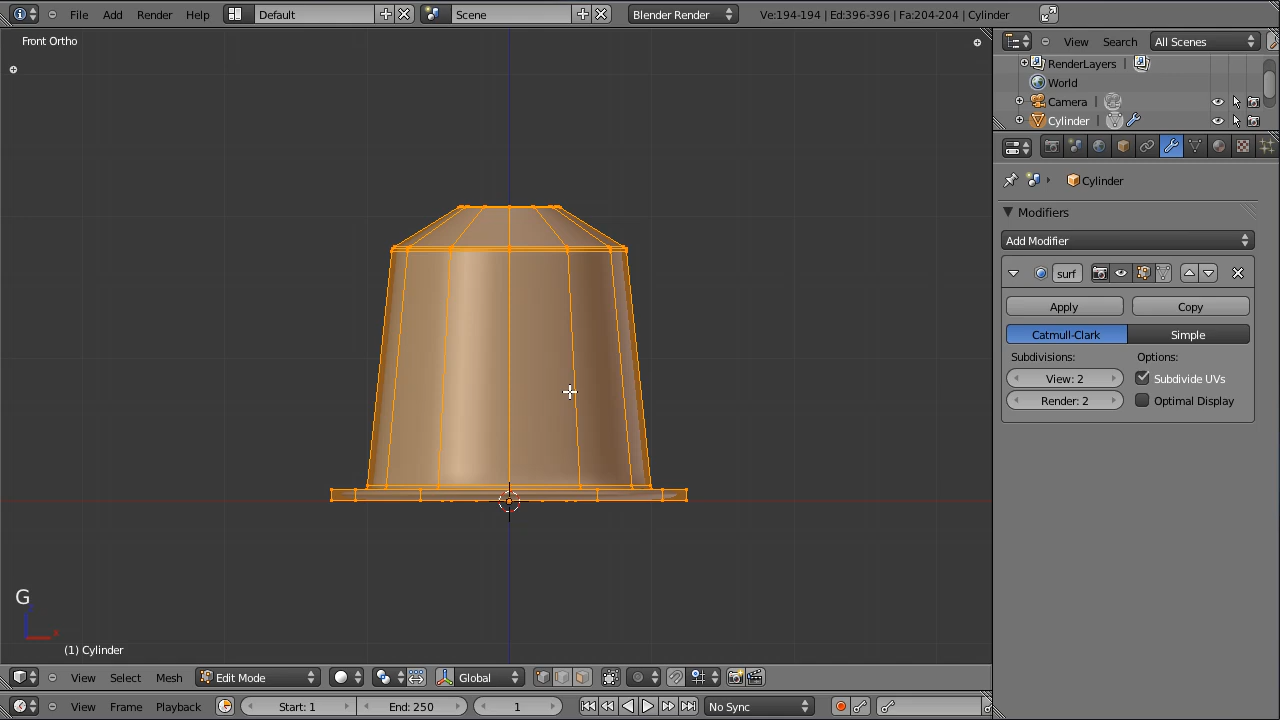 File Add Render Help Default Scene Blender Render Ve:194-194 | Ed:396-396 | Fa:204-204 | Cylinder
Front Ortho
View Search All Scenes
RenderLayers
World
Camera
Cylinder
Cylinder
Modifiers
Add Modifier
surf
Apply Copy
Catmull-Clark Simple
Subdivisions: Options:
View: 2 Subdivide UVs
Render: 2 Optimal Display
G
x
(1) Cylinder
View Select Mesh Edit Mode Global
View Frame Playback Start: 1 End: 250 1 No Sync